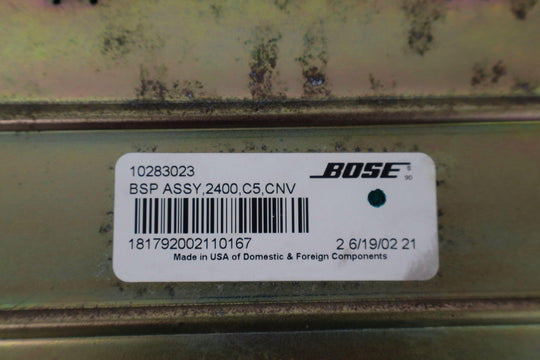 10283023
BOSE
S
90
BSP ASSY,2400,C5,CNV
181792002110167
2 6/19/02 21
Made in USA of Domestic & Foreign Components